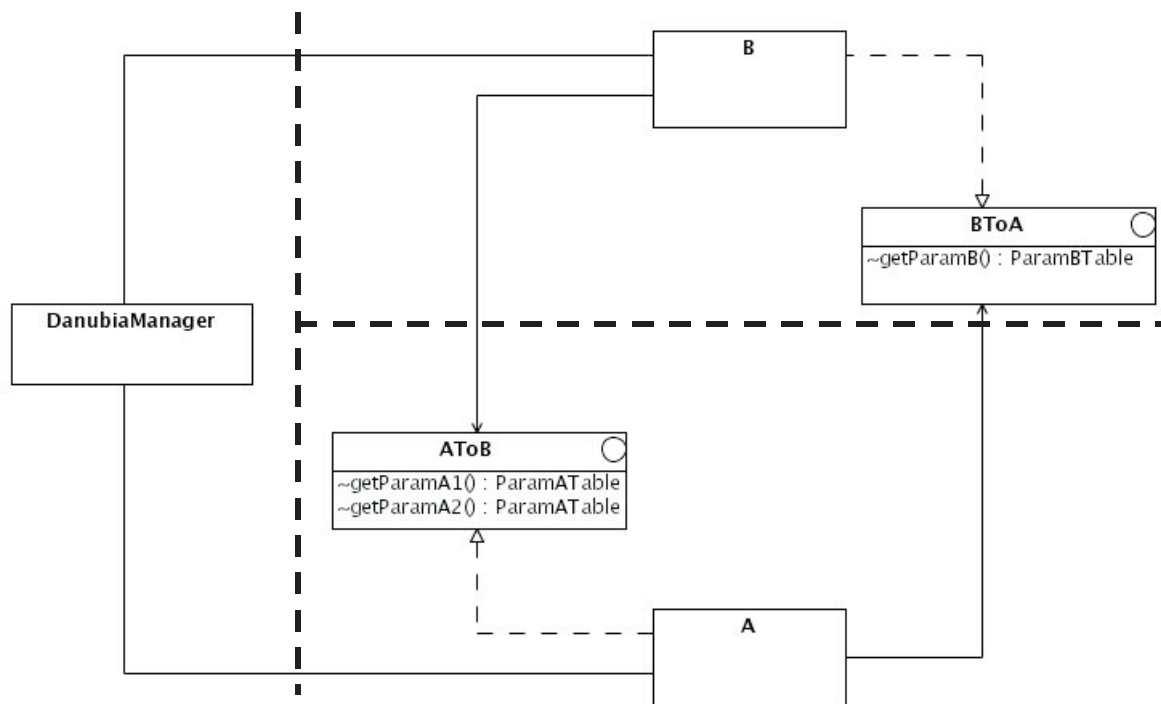 B
BToA
~getParamB() : ParamBTable
DanubiaManager
AToB
~getParamA1() : ParamATable
~getParamA2() : ParamATable
A